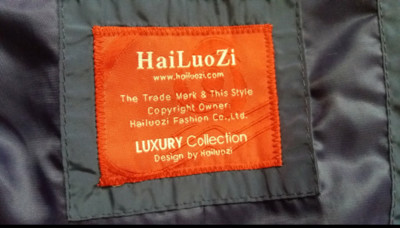 HaiLuoZi
www.hailuozi.com
The Trade Mark & This Style
Copyright Owner:
Hailuozi Fashion Co.,Ltd.
LUXURY Collection
Design by Hailuozi